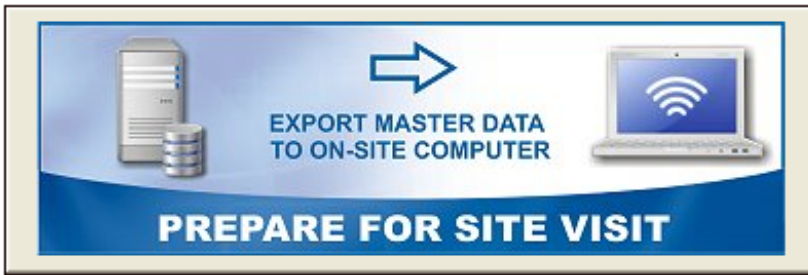 EXPORT MASTER DATA
TO ON-SITE COMPUTER
PREPARE FOR SITE VISIT